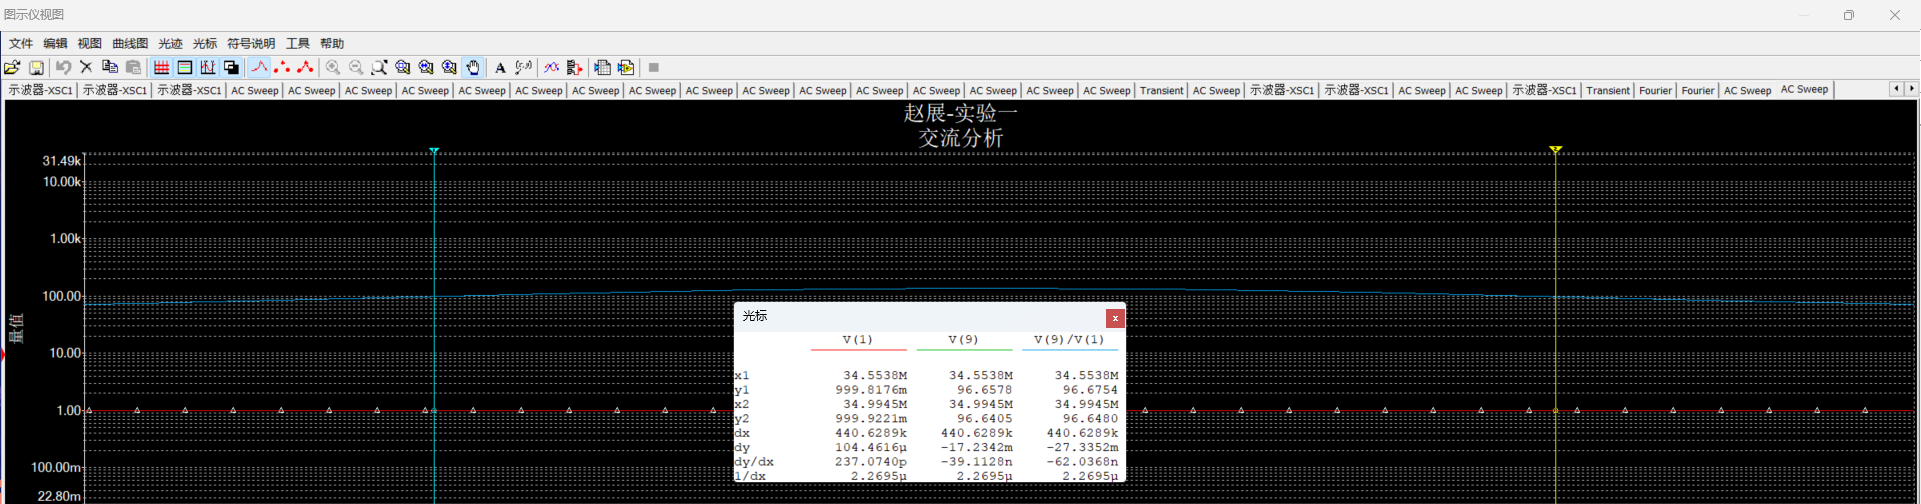 图示仪视图
文件 编辑 视图 曲线图 光迹 光标 符号说明 工具 帮助
示波器-XSC1 示波器-XSC1 示波器-XSC1 AC Sweep AC Sweep AC Sweep AC Sweep AC Sweep AC Sweep AC Sweep AC Sweep AC Sweep AC Sweep AC Sweep AC Sweep AC Sweep AC Sweep AC Sweep AC Sweep Transient AC Sweep 示波器-XSC1 示波器-XSC1 AC Sweep AC Sweep 示波器-XSC1 Transient Fourier Fourier AC Sweep AC Sweep
赵展-实验一
交流分析
31.49k
10.00k
1.00k
100.00
量值
10.00
1.00
100.00m
22.80m
光标
V(1) V(9) V(9)/V(1)
x1 34.5538M 34.5538M 34.5538M
y1 999.8176m 96.6578 96.6754
x2 34.9945M 34.9945M 34.9945M
y2 999.9221m 96.6405 96.6480
dx 440.6289k 440.6289k 440.6289k
dy 104.4616µ -17.2342m -27.3352m
dy/dx 237.0740p -39.1128n -62.0368n
1/dx 2.2695µ 2.2695µ 2.2695µ